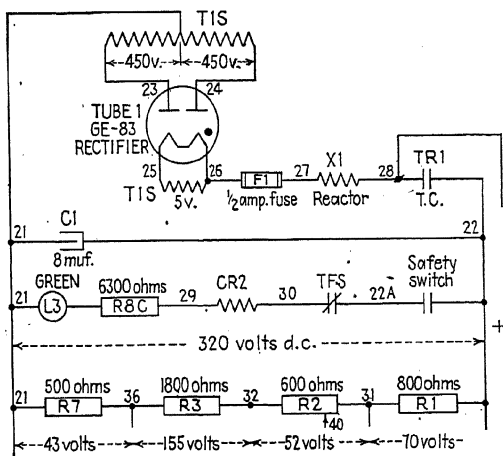 T1S
450v. 450v.
23 24
TUBE 1
GE-83
RECTIFIER
25 26
T1S 5v.
F1
½ amp. fuse
27
X1
Reactor
28
TR1
T.C.
21 C1 22
8 muf.
GREEN
21 L3
6300 ohms
R8C
29 CR2 30 TFS 22A
Safety
switch
+
320 volts d.c.
500 ohms 1800 ohms 600 ohms 800 ohms
21 R7 36 R3 32 R2 31 R1
40
43 volts 155 volts 52 volts 70 volts